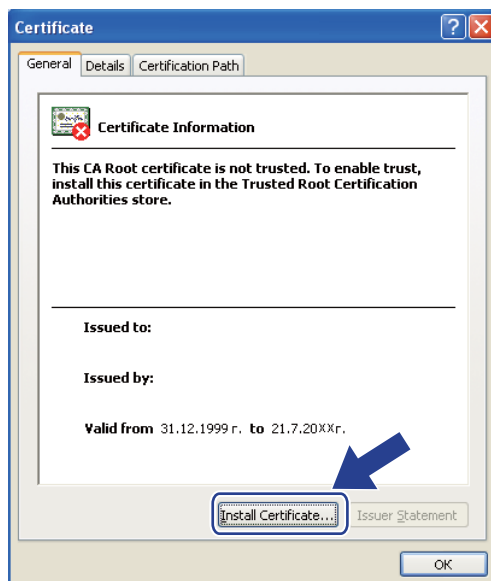 Certificate
General Details Certification Path
Certificate Information
This CA Root certificate is not trusted. To enable trust,
install this certificate in the Trusted Root Certification
Authorities store.
Issued to:
Issued by:
Valid from 31.12.1999 г. to 21.7.20XXг.
Install Certificate... Issuer Statement
OK